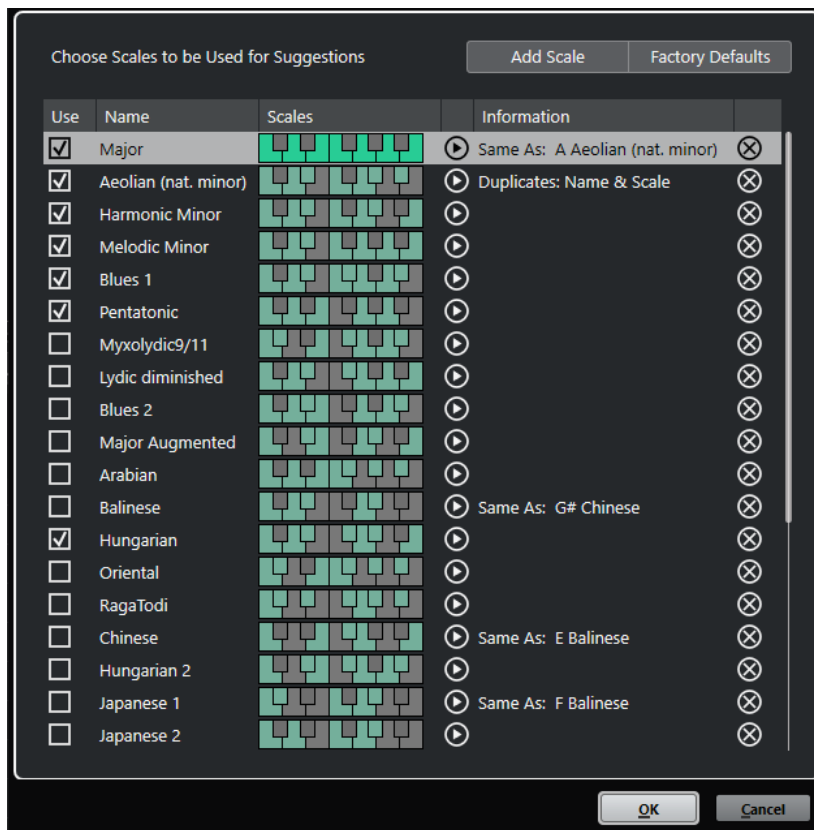 Choose Scales to be Used for Suggestions Add Scale Factory Defaults
Use Name Scales Information
Major Same As: A Aeolian (nat. minor)
Aeolian (nat. minor) Duplicates: Name & Scale
Harmonic Minor
Melodic Minor
Blues 1
Pentatonic
Myxolydic9/11
Lydic diminished
Blues 2
Major Augmented
Arabian
Balinese Same As: G# Chinese
Hungarian
Oriental
RagaTodi
Chinese Same As: E Balinese
Hungarian 2
Japanese 1 Same As: F Balinese
Japanese 2
OK Cancel